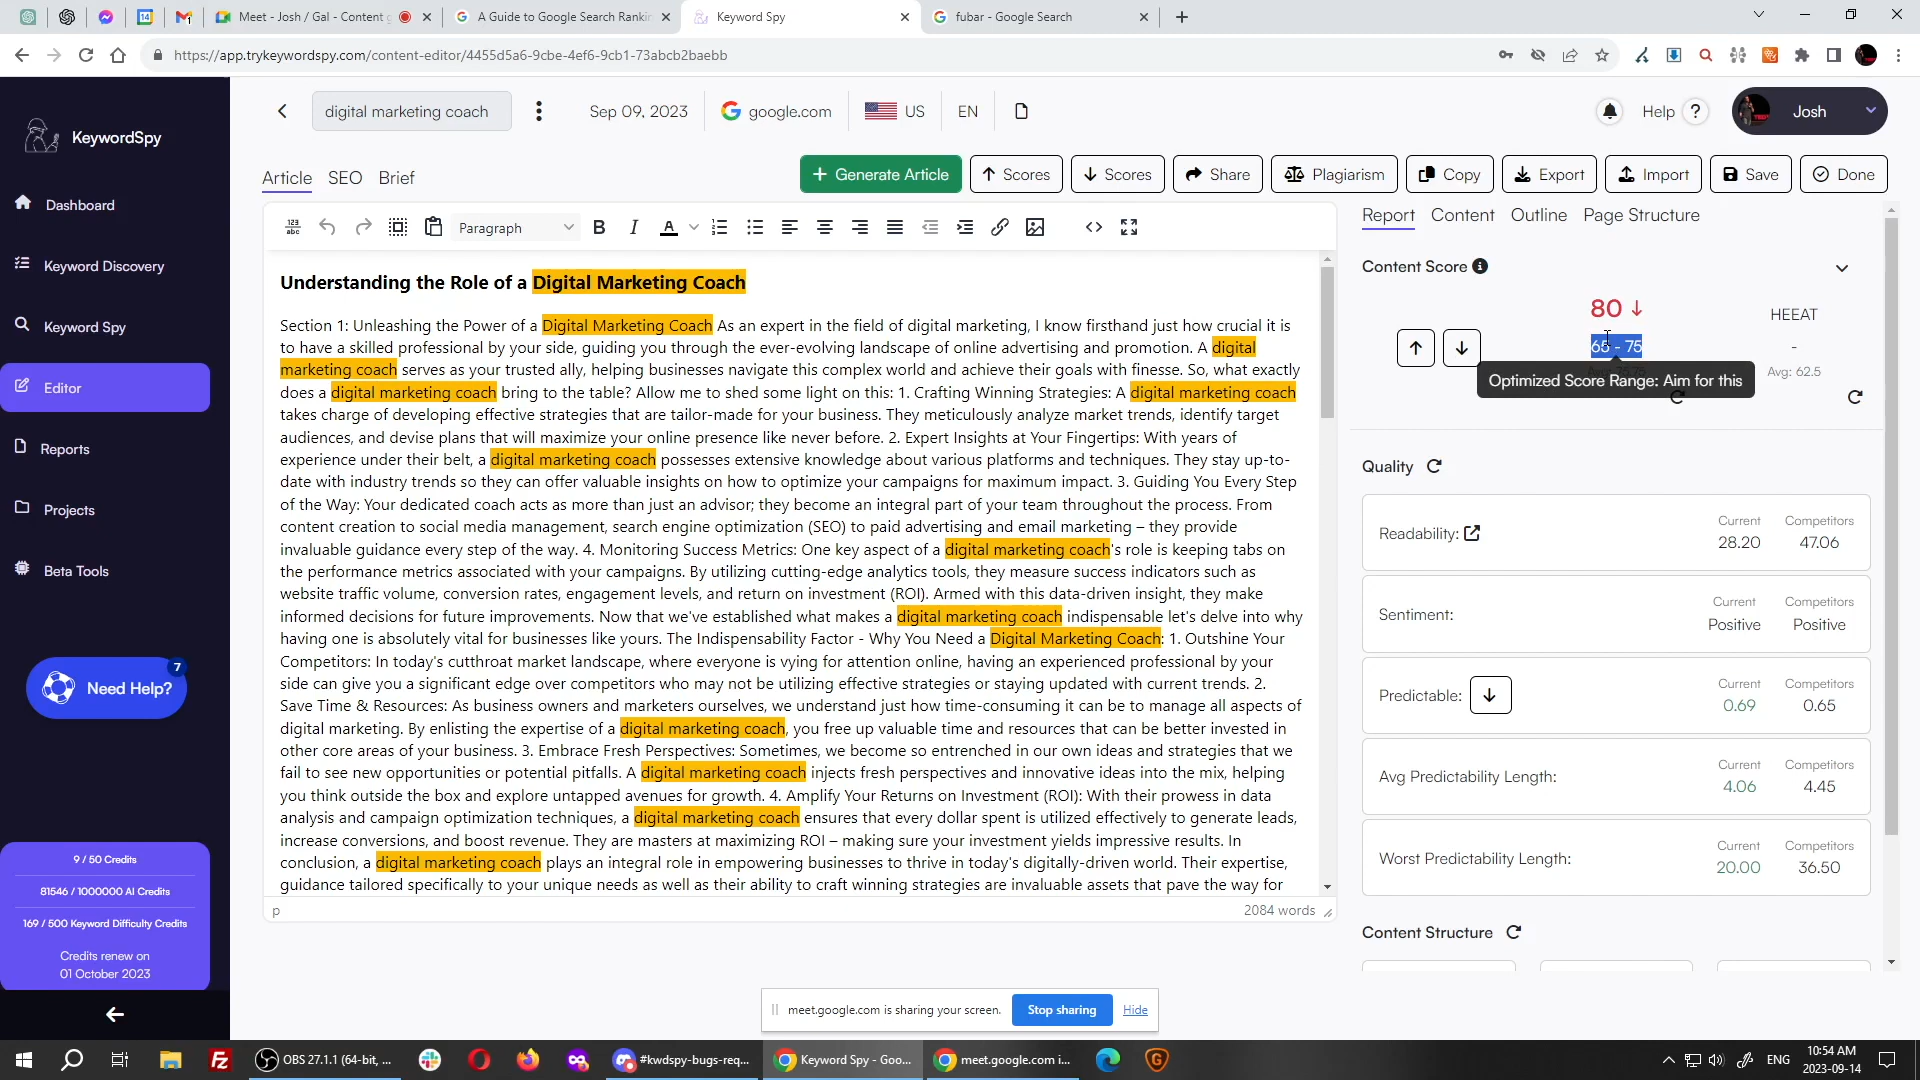 Meet - Josh / Gal - Content
A Guide to Google Search Rankin
Keyword Spy
fubar - Google Search
https://app.trykeywordspy.com/content-editor/4455d5a6-9cbe-4ef6-9cb1-73abcb2baebb
KeywordSpy
digital marketing coach
Sep 09, 2023
google.com
US
EN
Help
Josh
Article
SEO
Brief
+ Generate Article
Scores
Scores
Share
Plagiarism
Copy
Export
Import
Save
Done
Dashboard
Keyword Discovery
Keyword Spy
Editor
Reports
Projects
Beta Tools
Need Help?
7
9 / 50 Credits
81546 / 1000000 AI Credits
169 / 500 Keyword Difficulty Credits
Credits renew on
01 October 2023
Paragraph
Understanding the Role of a Digital Marketing Coach
Section 1: Unleashing the Power of a Digital Marketing Coach As an expert in the field of digital marketing, I know firsthand just how crucial it is
to have a skilled professional by your side, guiding you through the ever-evolving landscape of online advertising and promotion. A digital
marketing coach serves as your trusted ally, helping businesses navigate this complex world and achieve their goals with finesse. So, what exactly
does a digital marketing coach bring to the table? Allow me to shed some light on this: 1. Crafting Winning Strategies: A digital marketing coach
takes charge of developing effective strategies that are tailor-made for your business. They meticulously analyze market trends, identify target
audiences, and devise plans that will maximize your online presence like never before. 2. Expert Insights at Your Fingertips: With years of
experience under their belt, a digital marketing coach possesses extensive knowledge about various platforms and techniques. They stay up-to-
date with industry trends so they can offer valuable insights on how to optimize your campaigns for maximum impact. 3. Guiding You Every Step
of the Way: Your dedicated coach acts as more than just an advisor; they become an integral part of your team throughout the process. From
content creation to social media management, search engine optimization (SEO) to paid advertising and email marketing – they provide
invaluable guidance every step of the way. 4. Monitoring Success Metrics: One key aspect of a digital marketing coach's role is keeping tabs on
the performance metrics associated with your campaigns. By utilizing cutting-edge analytics tools, they measure success indicators such as
website traffic volume, conversion rates, engagement levels, and return on investment (ROI). Armed with this data-driven insight, they make
informed decisions for future improvements. Now that we've established what makes a digital marketing coach indispensable let's delve into why
having one is absolutely vital for businesses like yours. The Indispensability Factor - Why You Need a Digital Marketing Coach: 1. Outshine Your
Competitors: In today's cutthroat market landscape, where everyone is vying for attention online, having an experienced professional by your
side can give you a significant edge over competitors who may not be utilizing effective strategies or staying updated with current trends. 2.
Save Time & Resources: As business owners and marketers ourselves, we understand just how time-consuming it can be to manage all aspects of
digital marketing. By enlisting the expertise of a digital marketing coach, you free up valuable time and resources that can be better invested in
other core areas of your business. 3. Embrace Fresh Perspectives: Sometimes, we become so entrenched in our own ideas and strategies that we
fail to see new opportunities or potential pitfalls. A digital marketing coach injects fresh perspectives and innovative ideas into the mix, helping
you think outside the box and explore untapped avenues for growth. 4. Amplify Your Returns on Investment (ROI): With their prowess in data
analysis and campaign optimization techniques, a digital marketing coach ensures that every dollar spent is utilized effectively to generate leads,
increase conversions, and boost revenue. They are masters at maximizing ROI – making sure your investment yields impressive results. In
conclusion, a digital marketing coach plays an integral role in empowering businesses to thrive in today's digitally-driven world. Their expertise,
guidance tailored specifically to your unique needs as well as their ability to craft winning strategies are invaluable assets that pave the way for
p
2084 words
Report
Content
Outline
Page Structure
Content Score
80
65 - 75
HEEAT
-
Avg: 62.5
Optimized Score Range: Aim for this
Quality
Readability:
Current
28.20
Competitors
47.06
Sentiment:
Current
Positive
Competitors
Positive
Predictable:
Current
0.69
Competitors
0.65
Avg Predictability Length:
Current
4.06
Competitors
4.45
Worst Predictability Length:
Current
20.00
Competitors
36.50
Content Structure
meet.google.com is sharing your screen.
Stop sharing
Hide
OBS 27.1.1 (64-bit, ...
#kwdspy-bugs-req...
Keyword Spy - Goo...
meet.google.com i...
ENG
10:54 AM
2023-09-14